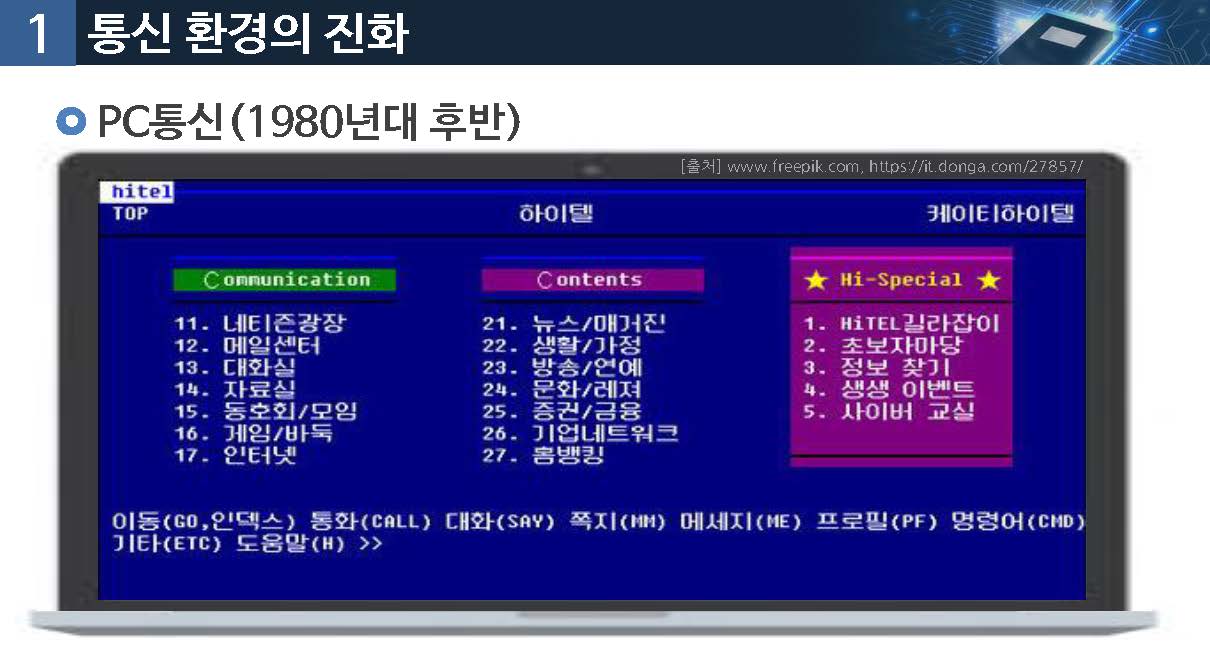 1 통신 환경의 진화
PC통신(1980년대 후반)
[출처] www.freepik.com, https://it.donga.com/27857/
hitel
TOP 하이텔 케이티하이텔
Communication Contents ★ Hi-Special ★
11. 네티즌광장 21. 뉴스/매거진 1. HiTEL길라잡이
12. 메일센터 22. 생활/가정 2. 초보자마당
13. 대화실 23. 방송/연예 3. 정보 찾기
14. 자료실 24. 문화/레져 4. 생생 이벤트
15. 동호회/모임 25. 증권/금융 5. 사이버 교실
16. 게임/바둑 26. 기업네트워크
17. 인터넷 27. 홈뱅킹
이동(GO,인덱스) 통화(CALL) 대화(SAY) 쪽지(MM) 메세지(ME) 프로필(PF) 명령어(CMD)
기타(ETC) 도움말(H) >>